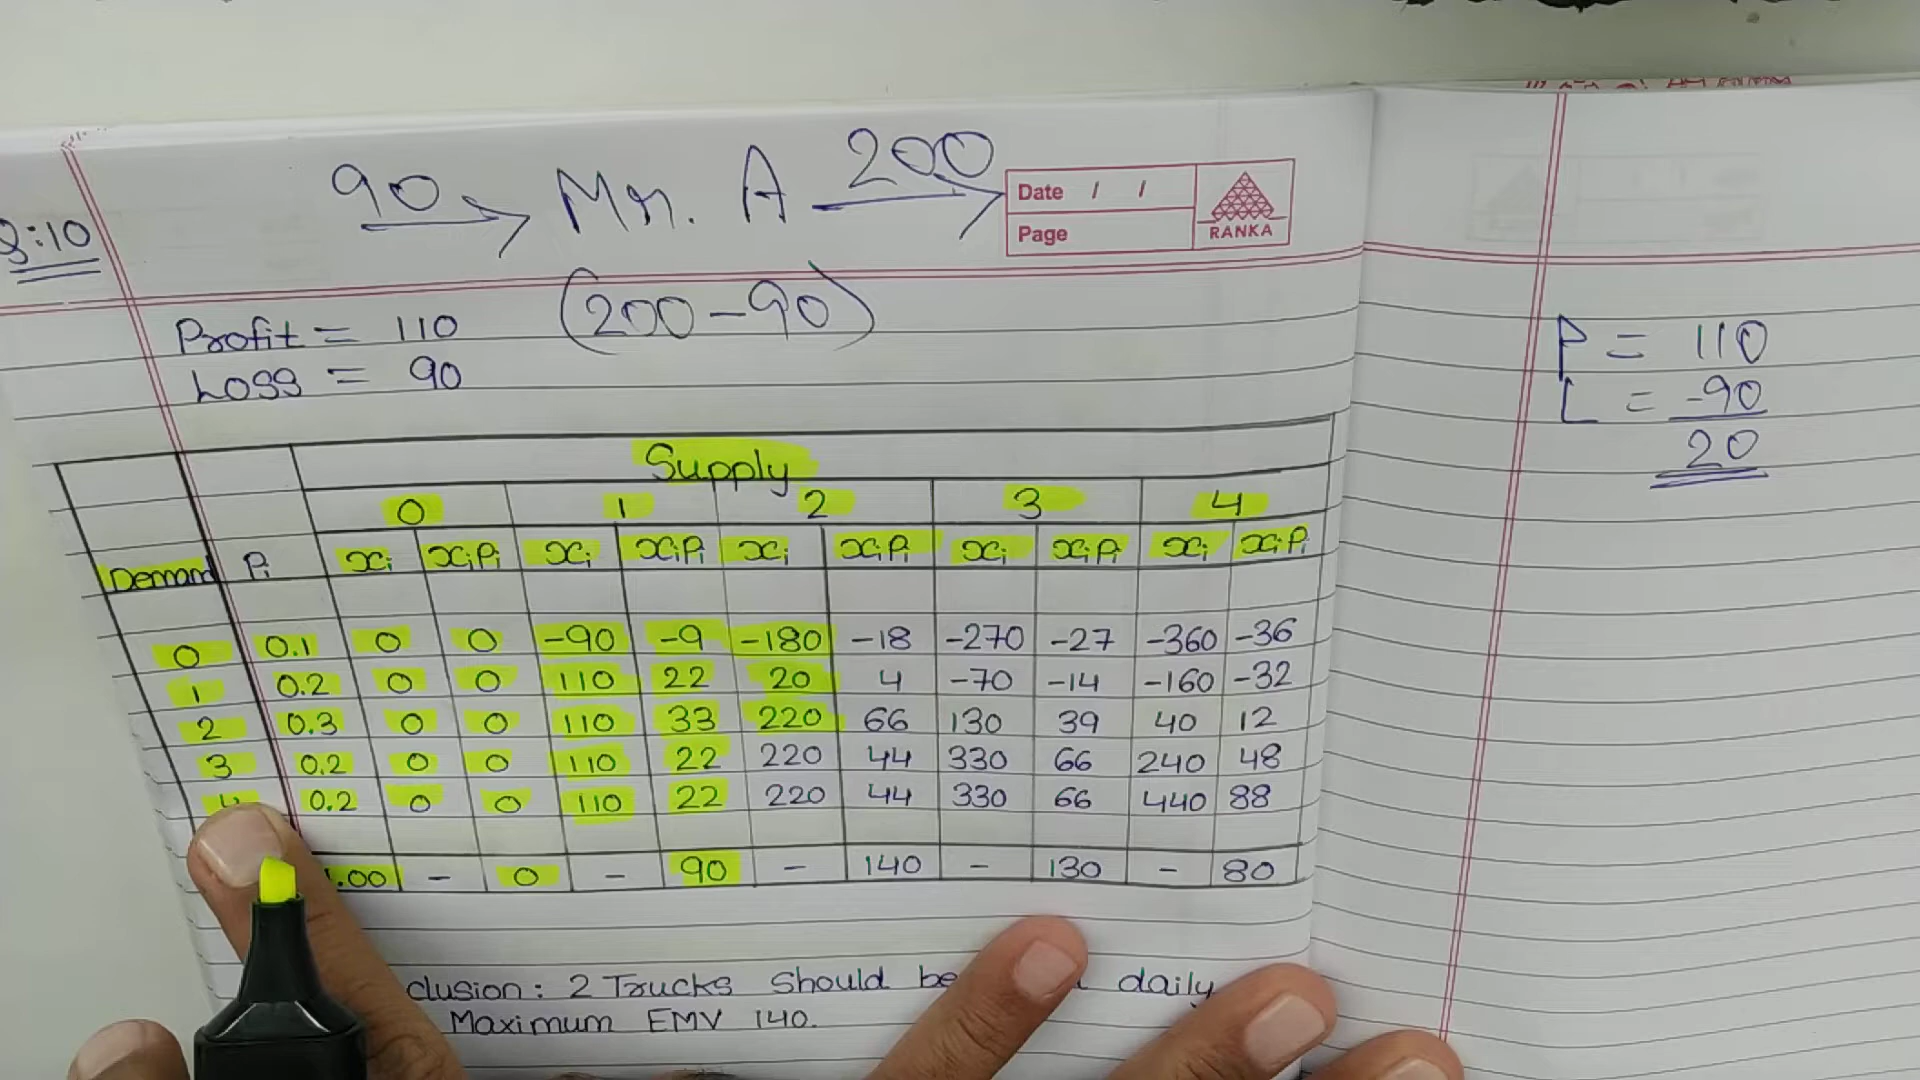 90 → Mr. A 200 →
Date / /
Page
RANKA
:10
Profit = 110 (200-90)
Loss = 90
P = 110
L = -90
20
Supply
0 1 2 3 4
Demand Pi xi xiPi xi xiPi xi xiPi xi xiPi xi xiPi
0 0.1 0 0 -90 -9 -180 -18 -270 -27 -360 -36
1 0.2 0 0 110 22 20 4 -70 -14 -160 -32
2 0.3 0 0 110 33 220 66 130 39 40 12
3 0.2 0 0 110 22 220 44 330 66 240 48
4 0.2 0 0 110 22 220 44 330 66 440 88
1.00 - 0 - 90 - 140 - 130 - 80
clusion: 2 Trucks Should be daily
Maximum EMV 140.